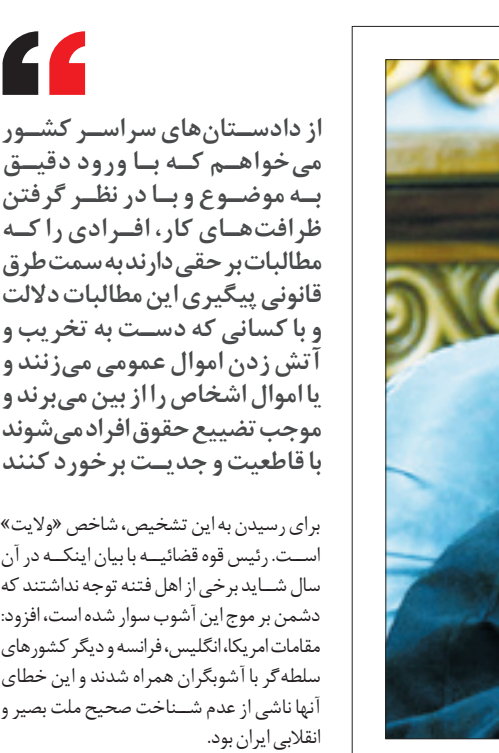 از دادستان‌های سراسر کشور
می‌خواهم که با ورود دقیق
به موضوع و با در نظر گرفتن
ظرافت‌های کار، افرادی را که
مطالبات بر حقی دارند به سمت طرق
قانونی پیگیری این مطالبات دلالت
و با کسانی که دست به تخریب و
آتش زدن اموال عمومی می‌زنند و
یا اموال اشخاص را از بین می‌برند و
موجب تضییع حقوق افراد می‌شوند
با قاطعیت و جدیت برخورد کنند
برای رسیدن به این تشخیص، شاخص «ولایت»
است. رئیس قوه قضائیه با بیان اینکه در آن
سال شاید برخی از اهل فتنه توجه نداشتند که
دشمن بر موج این آشوب سوار شده است، افزود:
مقامات امریکا، انگلیس، فرانسه و دیگر کشورهای
سلطه‌گر با آشوبگران همراه شدند و این خطای
آنها ناشی از عدم شناخت صحیح ملت بصیر و
انقلابی ایران بود.